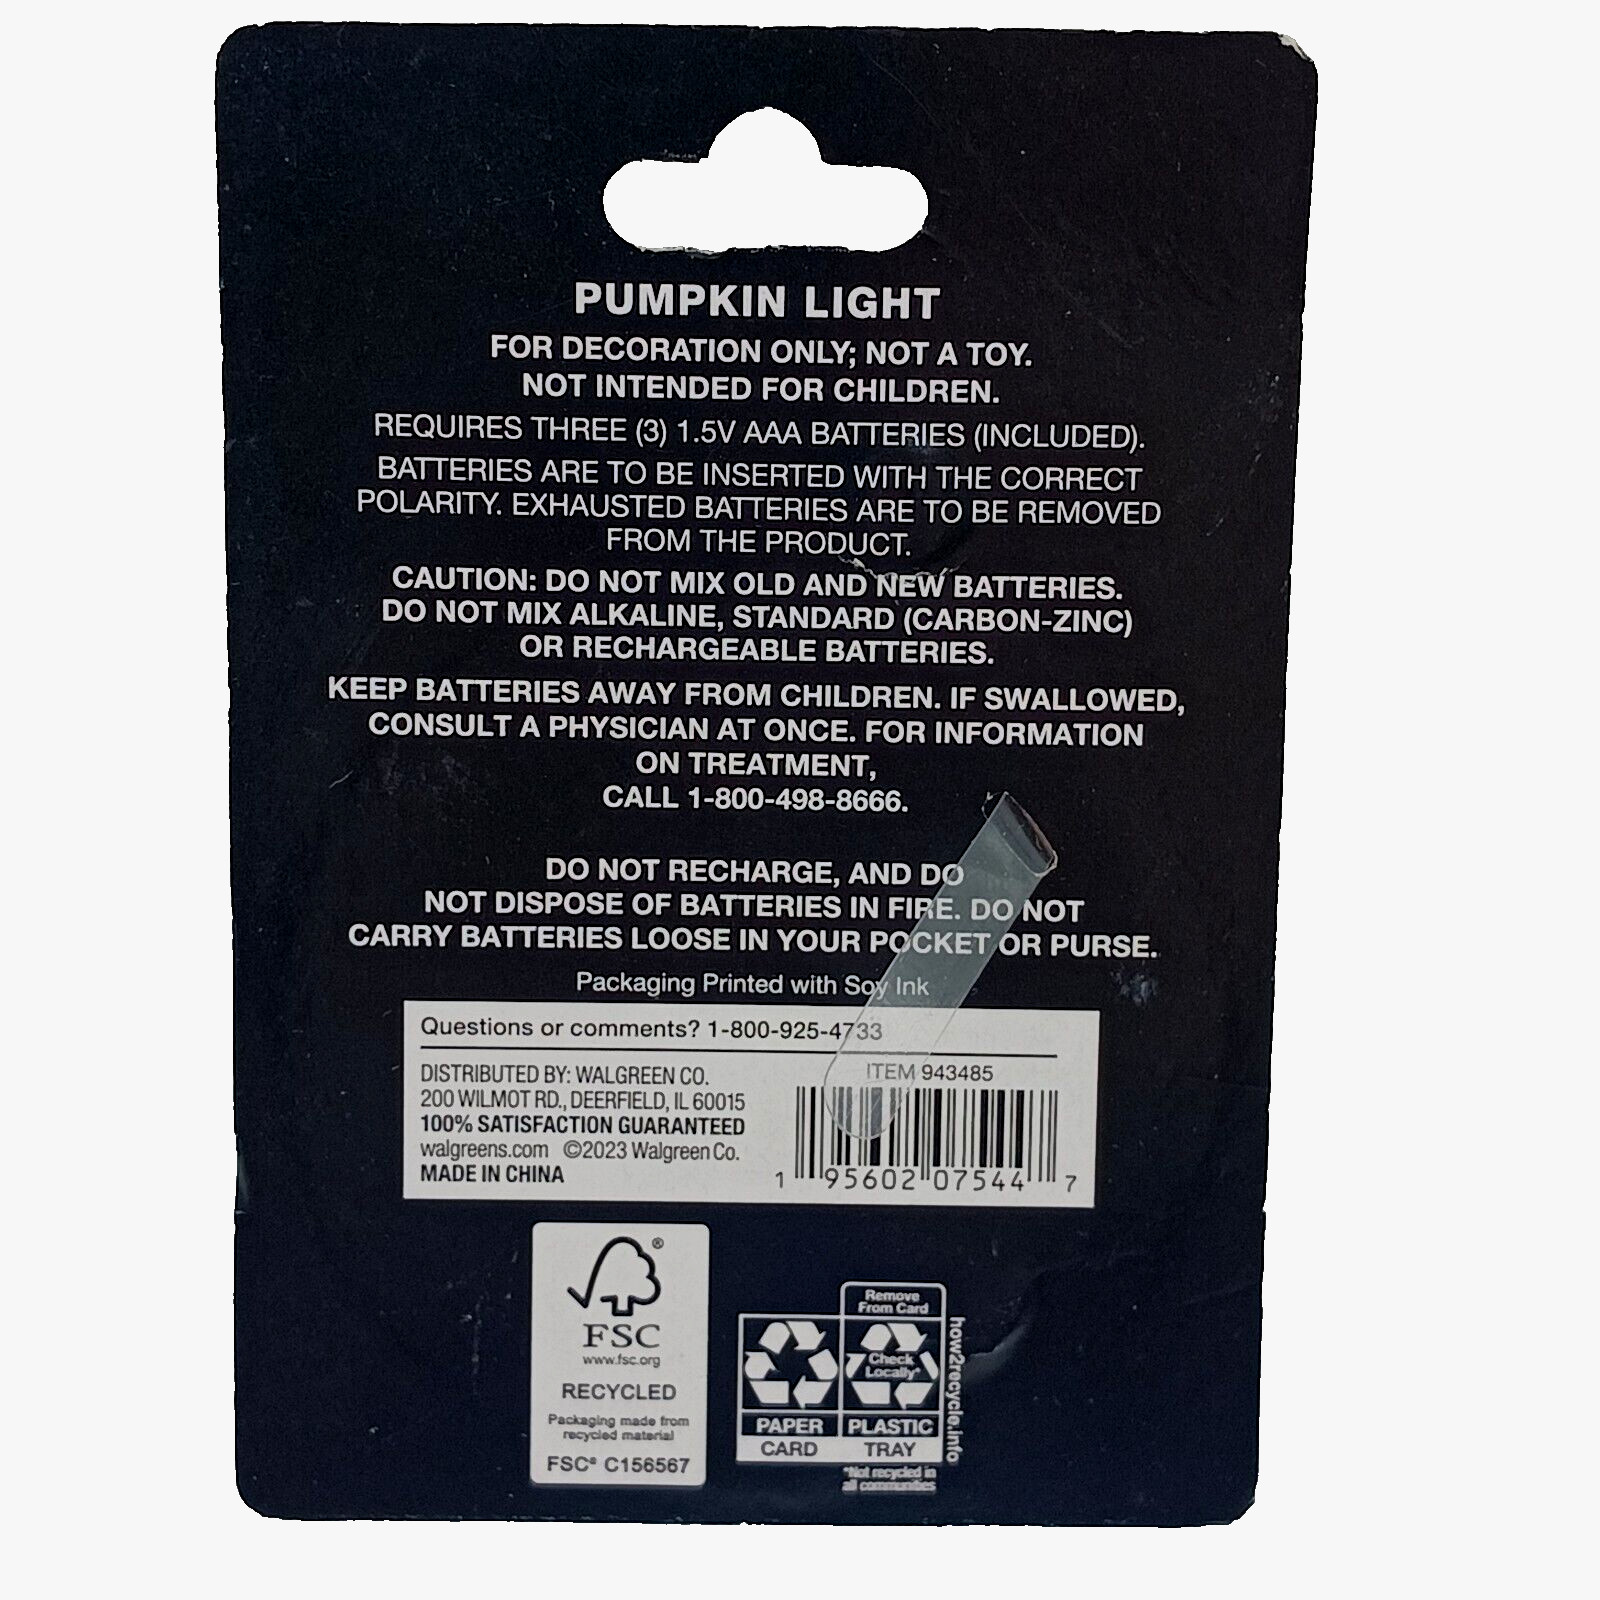 PUMPKIN LIGHT
FOR DECORATION ONLY; NOT A TOY.
NOT INTENDED FOR CHILDREN.
REQUIRES THREE (3) 1.5V AAA BATTERIES (INCLUDED).
BATTERIES ARE TO BE INSERTED WITH THE CORRECT
POLARITY. EXHAUSTED BATTERIES ARE TO BE REMOVED
FROM THE PRODUCT.
CAUTION: DO NOT MIX OLD AND NEW BATTERIES.
DO NOT MIX ALKALINE, STANDARD (CARBON-ZINC)
OR RECHARGEABLE BATTERIES.
KEEP BATTERIES AWAY FROM CHILDREN. IF SWALLOWED,
CONSULT A PHYSICIAN AT ONCE. FOR INFORMATION
ON TREATMENT,
CALL 1-800-498-8666.
DO NOT RECHARGE, AND DO
NOT DISPOSE OF BATTERIES IN FIRE. DO NOT
CARRY BATTERIES LOOSE IN YOUR POCKET OR PURSE.
Packaging Printed with Soy Ink
Questions or comments? 1-800-925-4733
DISTRIBUTED BY: WALGREEN CO.
200 WILMOT RD., DEERFIELD, IL 60015
100% SATISFACTION GUARANTEED
walgreens.com ©2023 Walgreen Co.
MADE IN CHINA
ITEM 943485
1 95602 07544 7
®
FSC
www.fsc.org
RECYCLED
Packaging made from
recycled material
FSC® C156567
Remove
From Card
Check
Locally*
PAPER
CARD
PLASTIC
TRAY
*Not recycled in
all communities
how2recycle.info